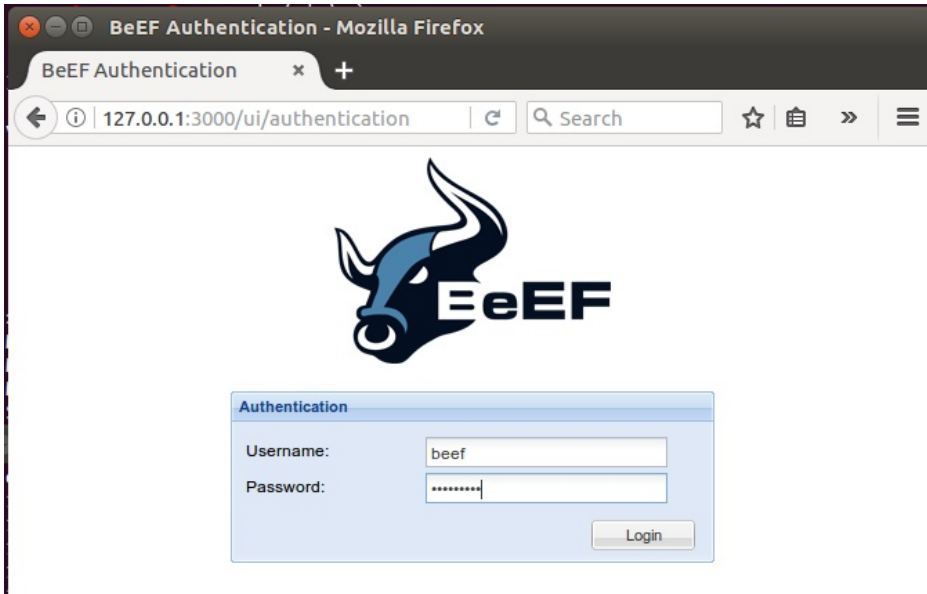 BeEF Authentication - Mozilla Firefox
BeEF Authentication
127.0.0.1:3000/ui/authentication
Search
BeEF
Authentication
Username:
beef
Password:
•••••••••
Login